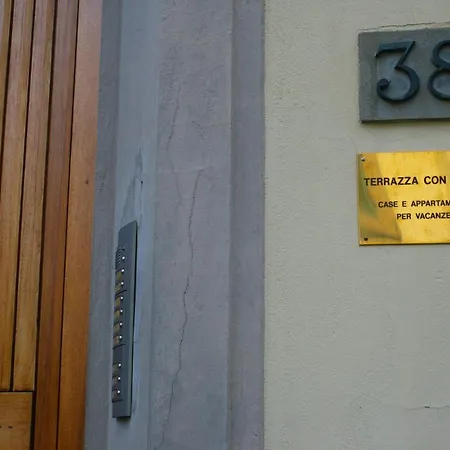 38
TERRAZZA CON
CASE E APPARTAM
PER VACANZE